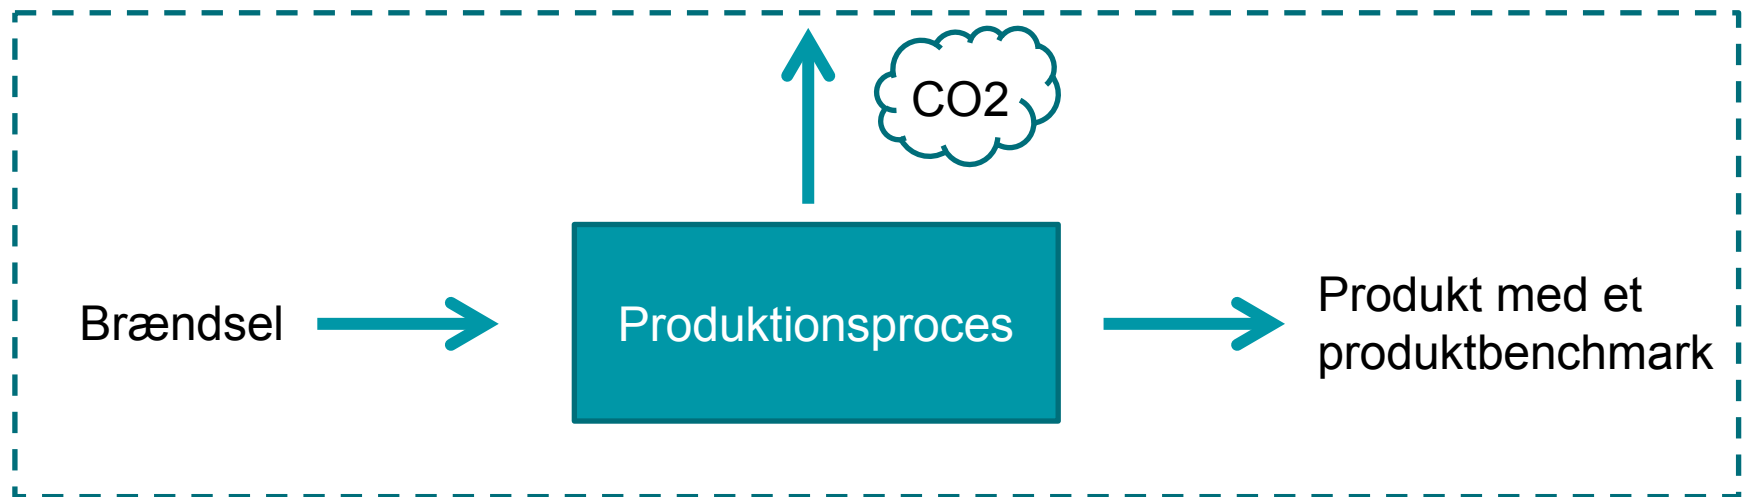 CO2
Brændsel
Produktionsproces
Produkt med et
produktbenchmark